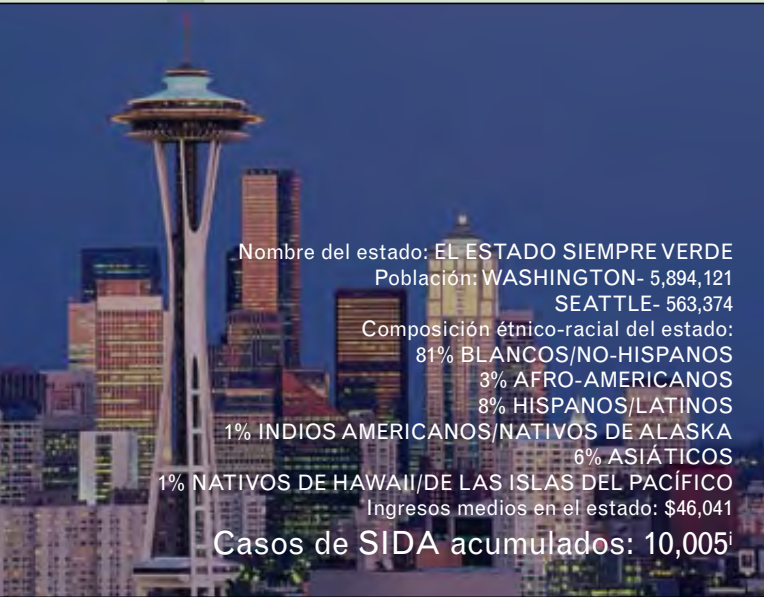 Nombre del estado: EL ESTADO SIEMPRE VERDE
Población: WASHINGTON- 5,894,121
SEATTLE- 563,374
Composición étnico-racial del estado:
81% BLANCOS/NO-HISPANOS
3% AFRO-AMERICANOS
8% HISPANOS/LATINOS
1% INDIOS AMERICANOS/NATIVOS DE ALASKA
6% ASIÁTICOS
1% NATIVOS DE HAWAII/DE LAS ISLAS DEL PACÍFICO
Ingresos medios en el estado: $46,041
Casos de SIDA acumulados: 10,005i